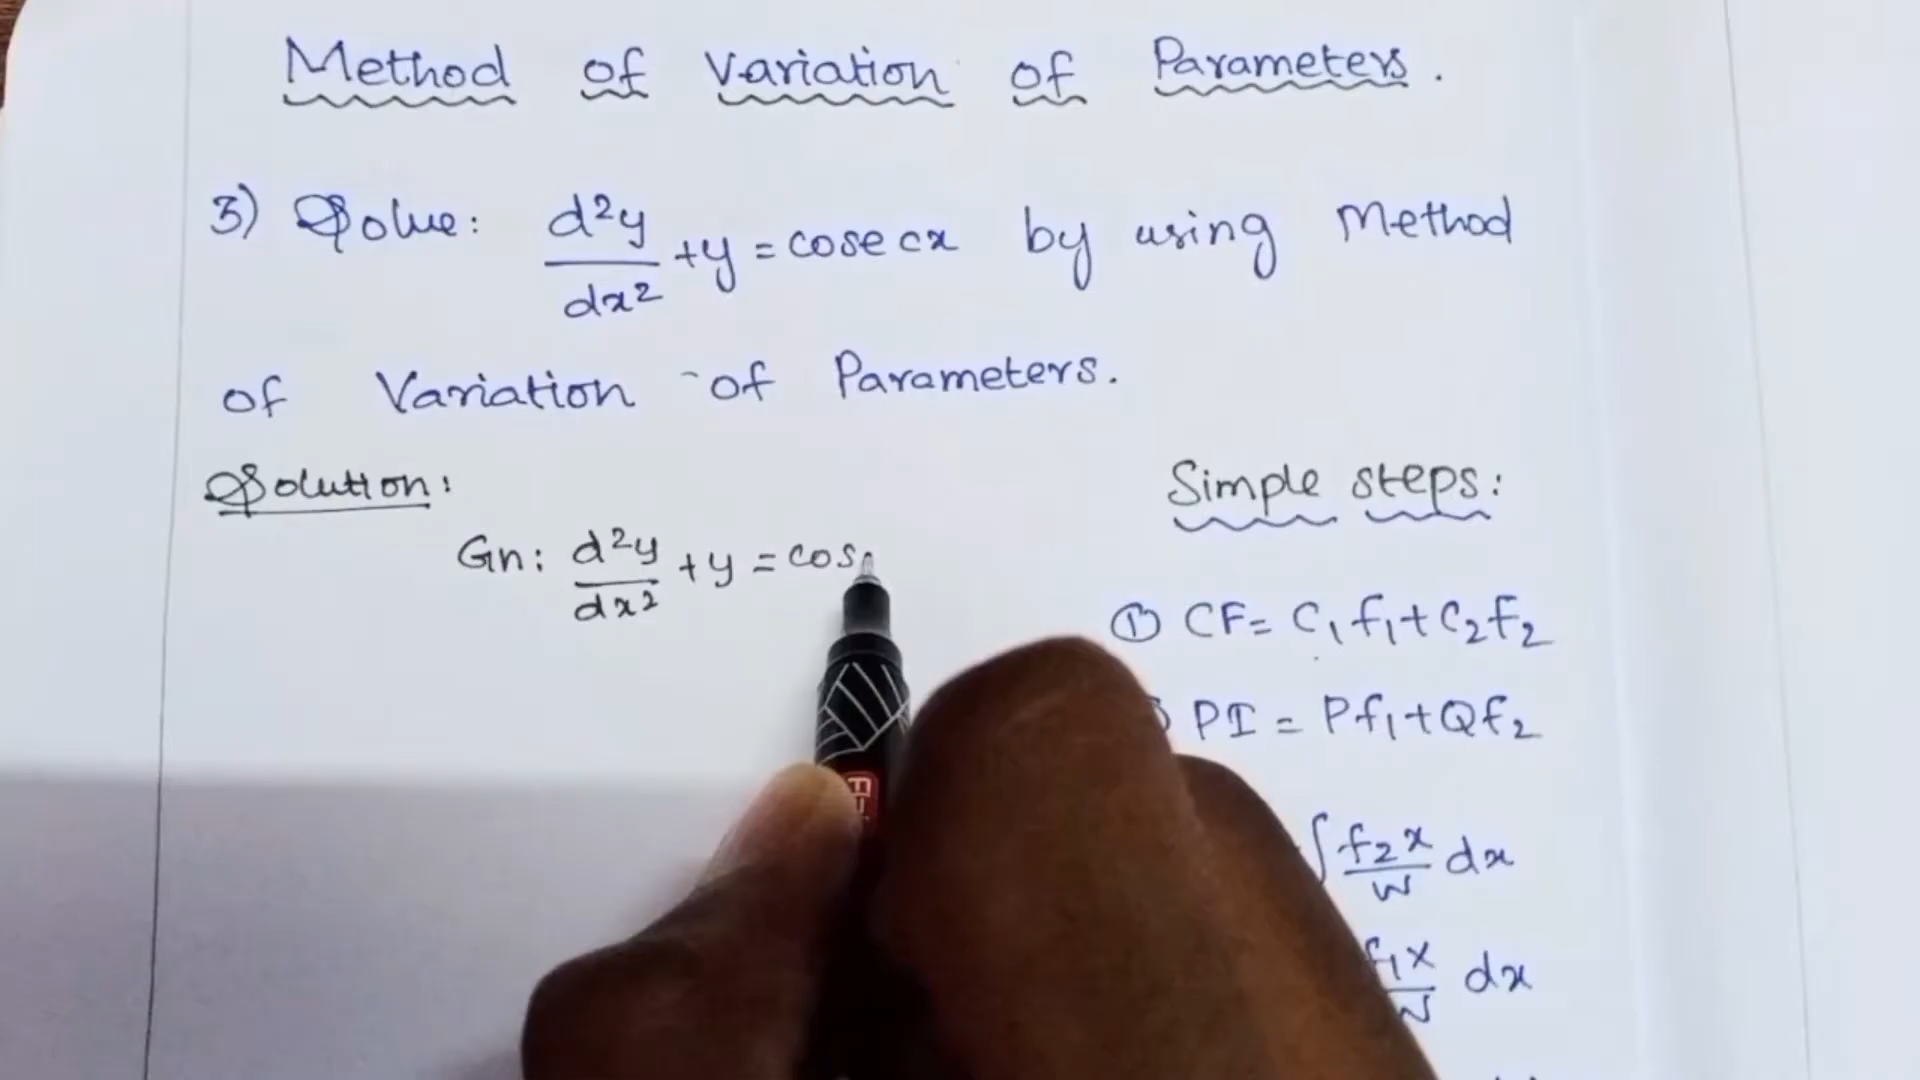 Method of Variation of Parameters.
3) Solve: d²y/dx² + y = cosecx by using Method
of Variation of Parameters.
Solution:
Simple steps:
Gn: d²y/dx² + y = cos
① CF = C₁f₁ + C₂f₂
PI = Pf₁ + Qf₂
∫ f₂x/W dx
f₁x/W dx